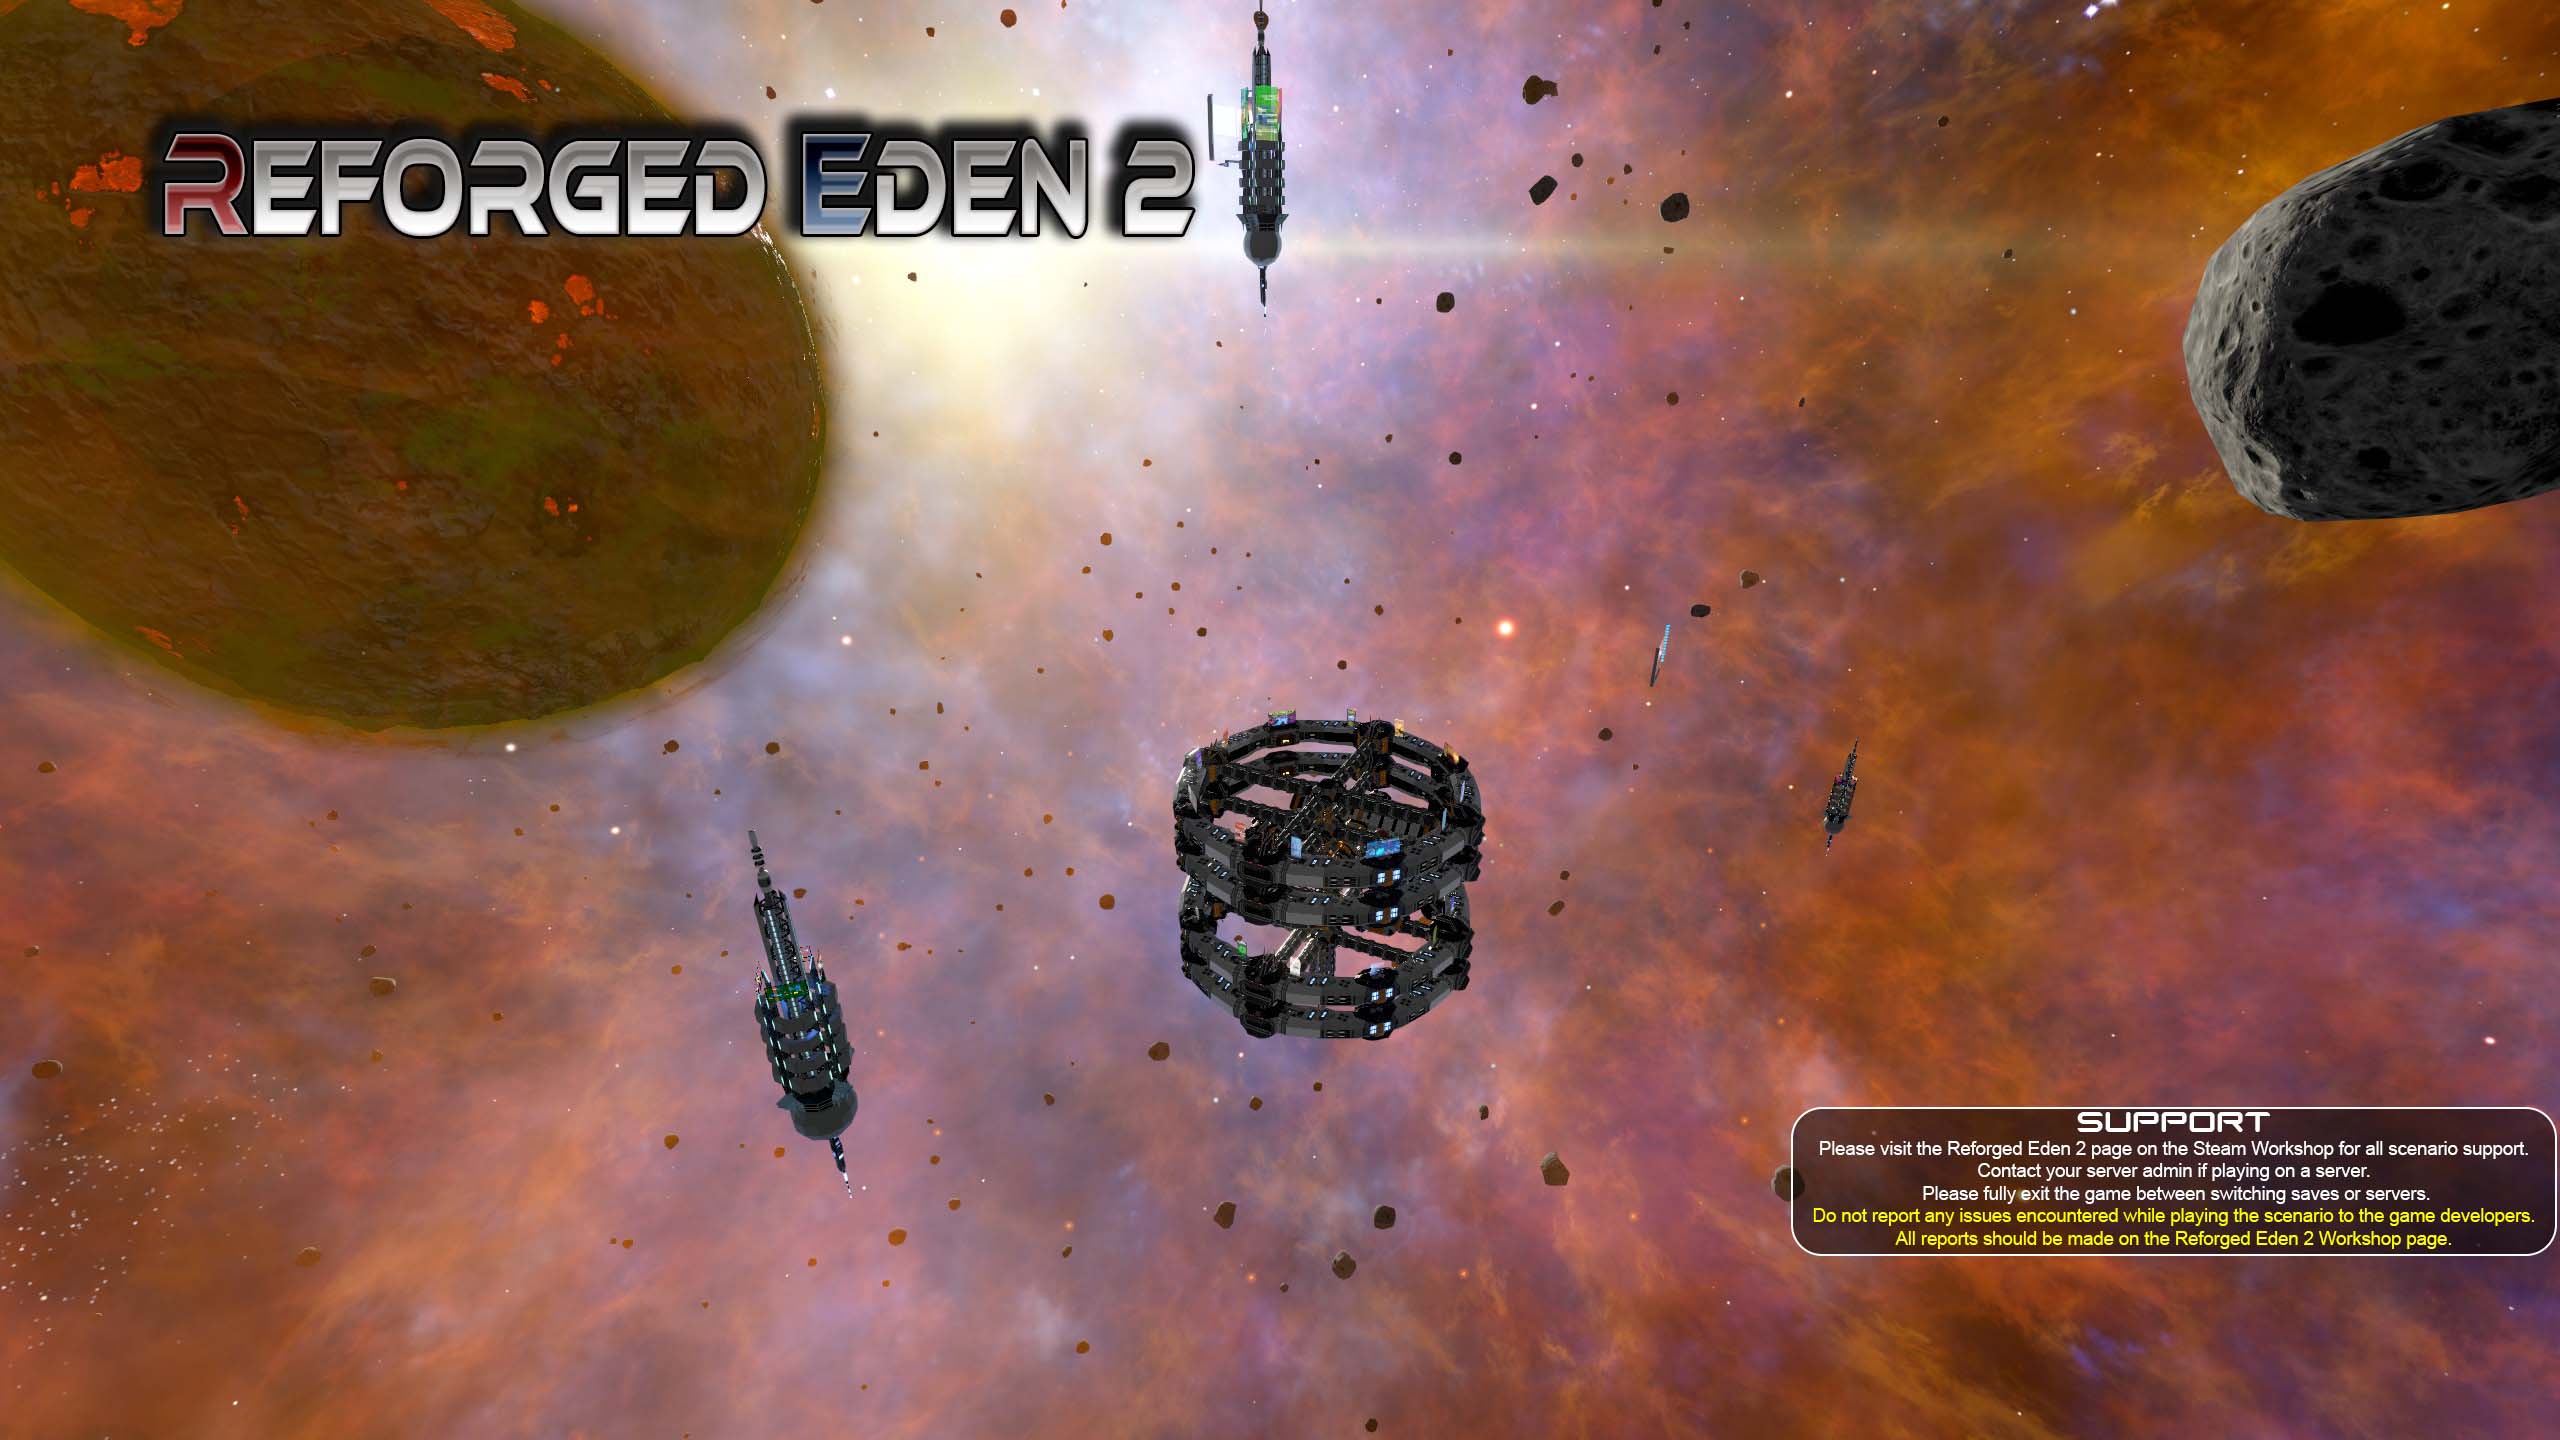 REFORGED EDEN 2
SUPPORT
Please visit the Reforged Eden 2 page on the Steam Workshop for all scenario support.
Contact your server admin if playing on a server.
Please fully exit the game between switching saves or servers.
Do not report any issues encountered while playing the scenario to the game developers.
All reports should be made on the Reforged Eden 2 Workshop page.